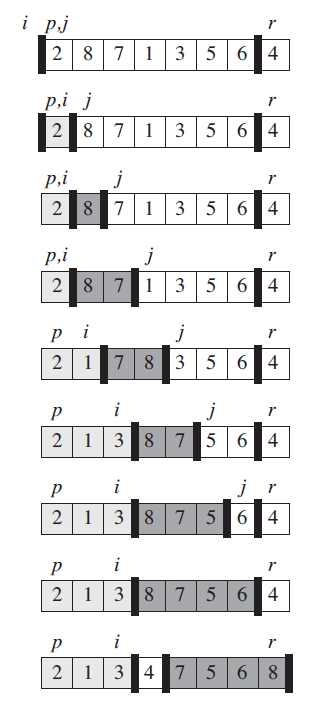 i p,j r
2 8 7 1 3 5 6 4
p,i j r
2 8 7 1 3 5 6 4
p,i j r
2 8 7 1 3 5 6 4
p,i j r
2 8 7 1 3 5 6 4
p i j r
2 1 7 8 3 5 6 4
p i j r
2 1 3 8 7 5 6 4
p i j r
2 1 3 8 7 5 6 4
p i r
2 1 3 8 7 5 6 4
p i r
2 1 3 4 7 5 6 8